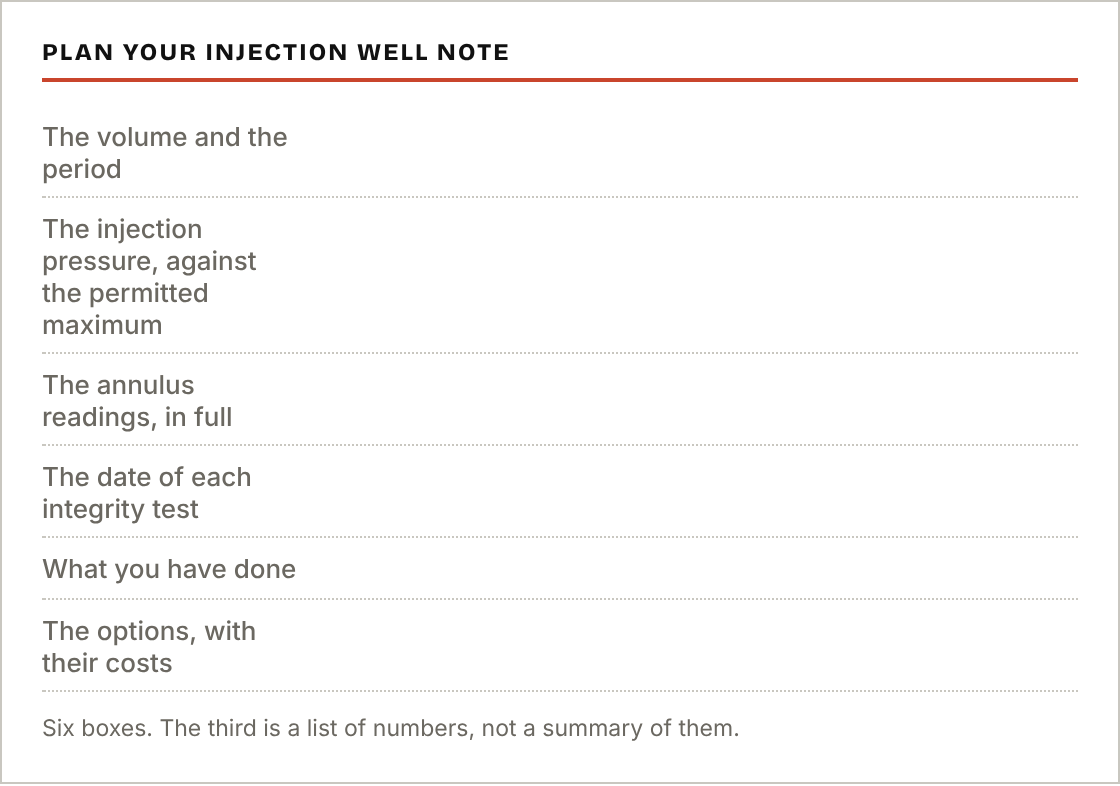 PLAN YOUR INJECTION WELL NOTE
The volume and the
period
The injection
pressure, against
the permitted
maximum
The annulus
readings, in full
The date of each
integrity test
What you have done
The options, with
their costs
Six boxes. The third is a list of numbers, not a summary of them.